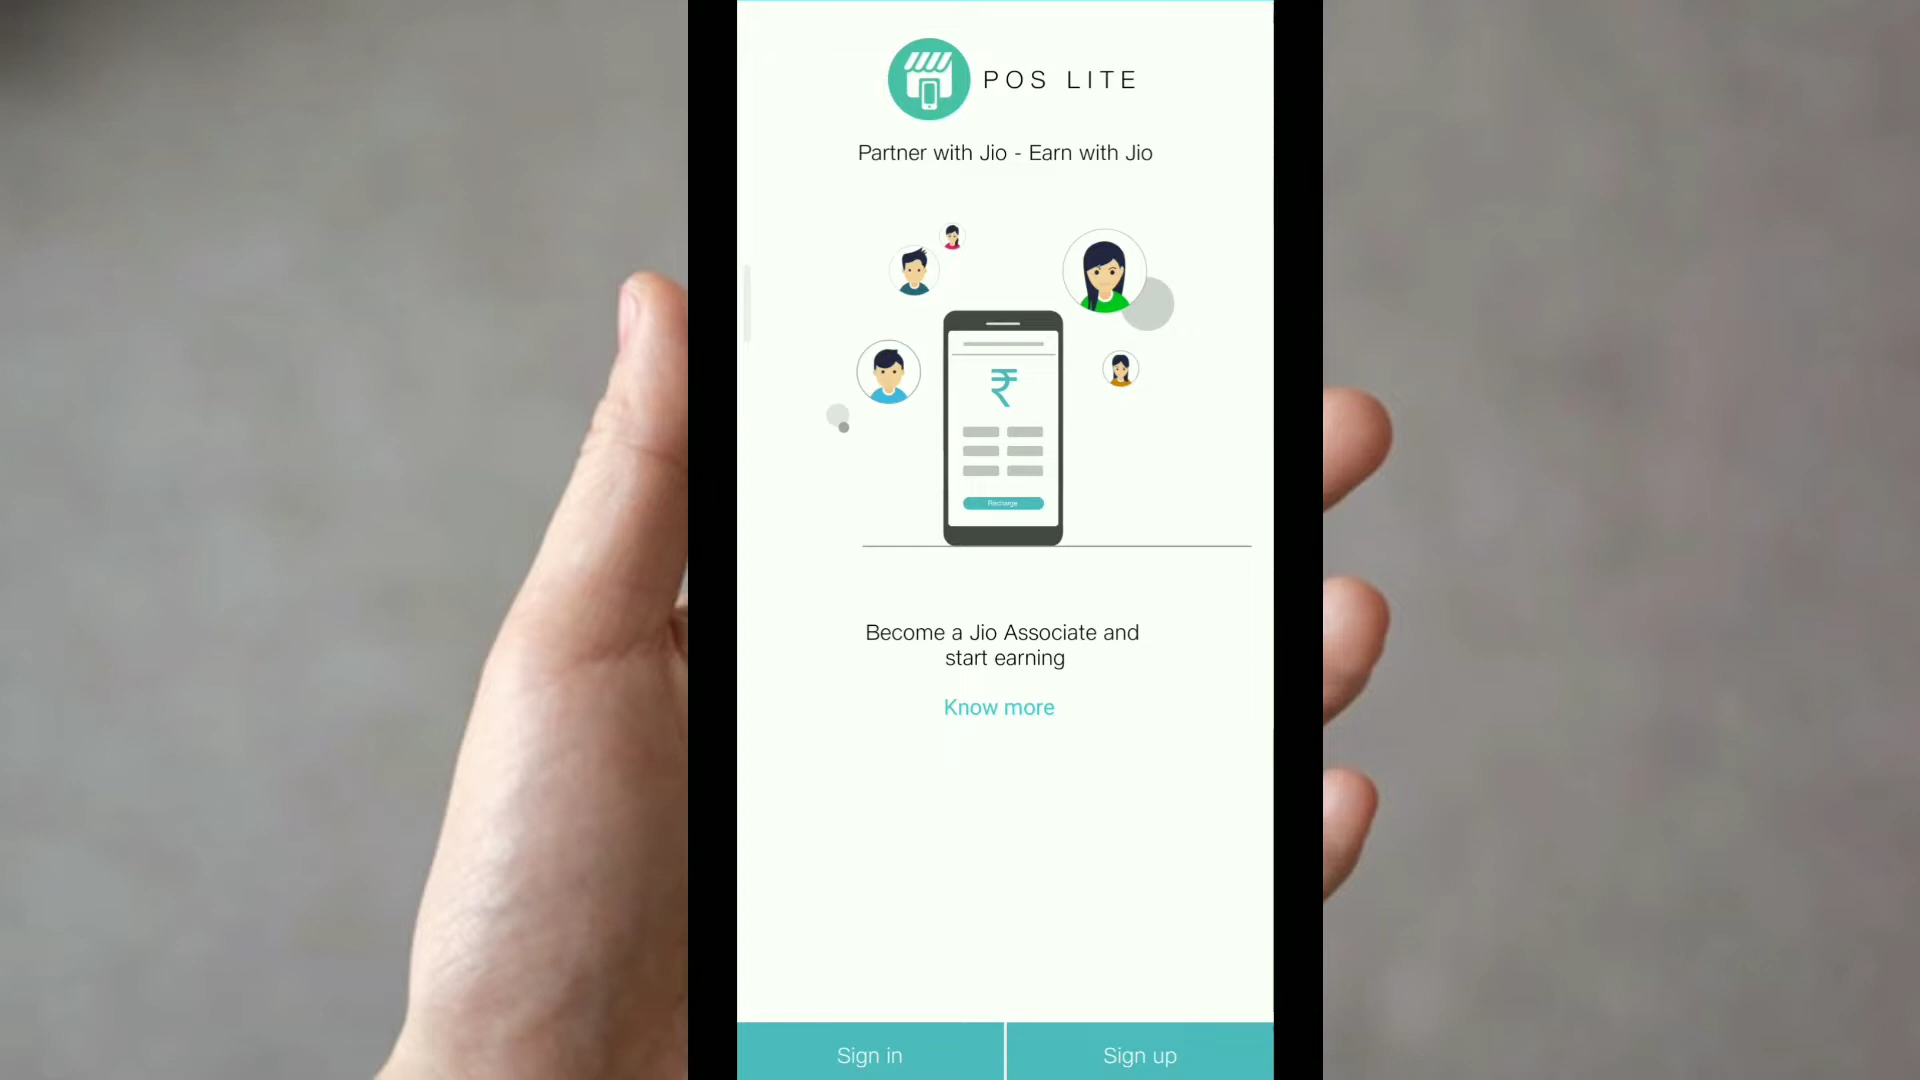 POS LITE
Partner with Jio - Earn with Jio
₹
Recharge
Become a Jio Associate and
start earning
Know more
Sign in
Sign up